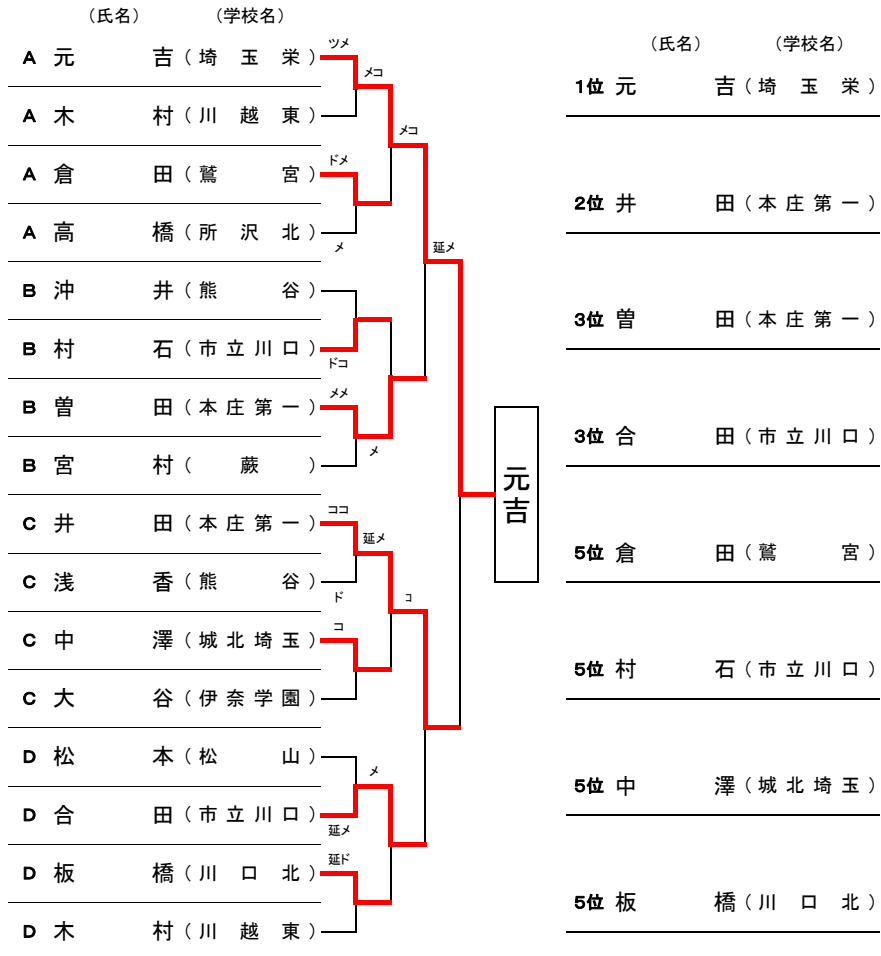 （氏名） （学校名）
A 元 吉（埼 玉 栄）
A 木 村（川 越 東）
A 倉 田（鷲 宮）
A 高 橋（所 沢 北）
B 沖 井（熊 谷）
B 村 石（市立川口）
B 曽 田（本庄第一）
B 宮 村（ 蕨 ）
C 井 田（本庄第一）
C 浅 香（熊 谷）
C 中 澤（城北埼玉）
C 大 谷（伊奈学園）
D 松 本（松 山）
D 合 田（市立川口）
D 板 橋（川 口 北）
D 木 村（川 越 東）
ツメ
メコ
メコ
ドメ
メ
延メ
ドコ
メメ
メ
ココ
延メ
ド
コ
コ
メ
延メ
延ド
元吉
（氏名） （学校名）
1位 元 吉（埼 玉 栄）
2位 井 田（本庄第一）
3位 曽 田（本庄第一）
3位 合 田（市立川口）
5位 倉 田（鷲 宮）
5位 村 石（市立川口）
5位 中 澤（城北埼玉）
5位 板 橋（川 口 北）